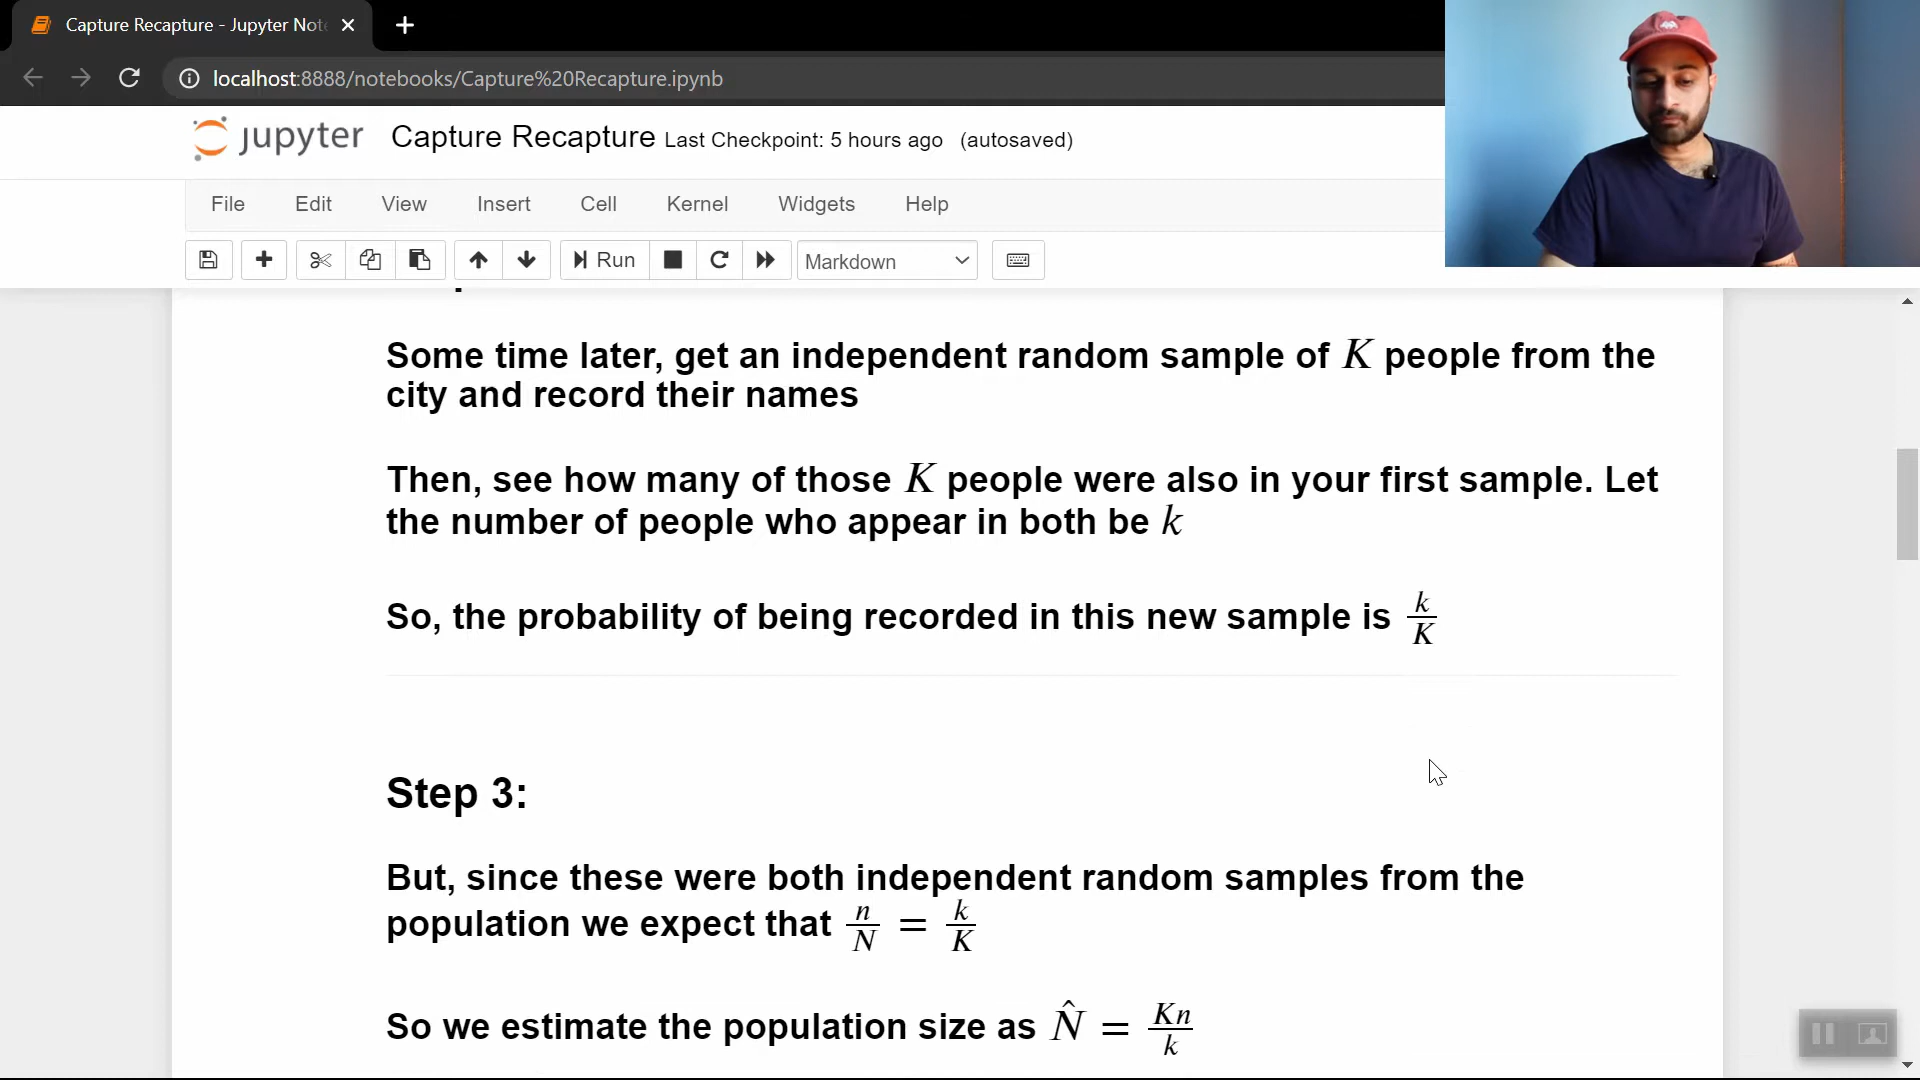 Capture Recapture - Jupyter Not
localhost:8888/notebooks/Capture%20Recapture.ipynb
jupyter Capture Recapture Last Checkpoint: 5 hours ago (autosaved)
File Edit View Insert Cell Kernel Widgets Help
Run Markdown
Some time later, get an independent random sample of K people from the
city and record their names
Then, see how many of those K people were also in your first sample. Let
the number of people who appear in both be k
So, the probability of being recorded in this new sample is k/K
Step 3:
But, since these were both independent random samples from the
population we expect that n/N = k/K
So we estimate the population size as N̂ = Kn/k